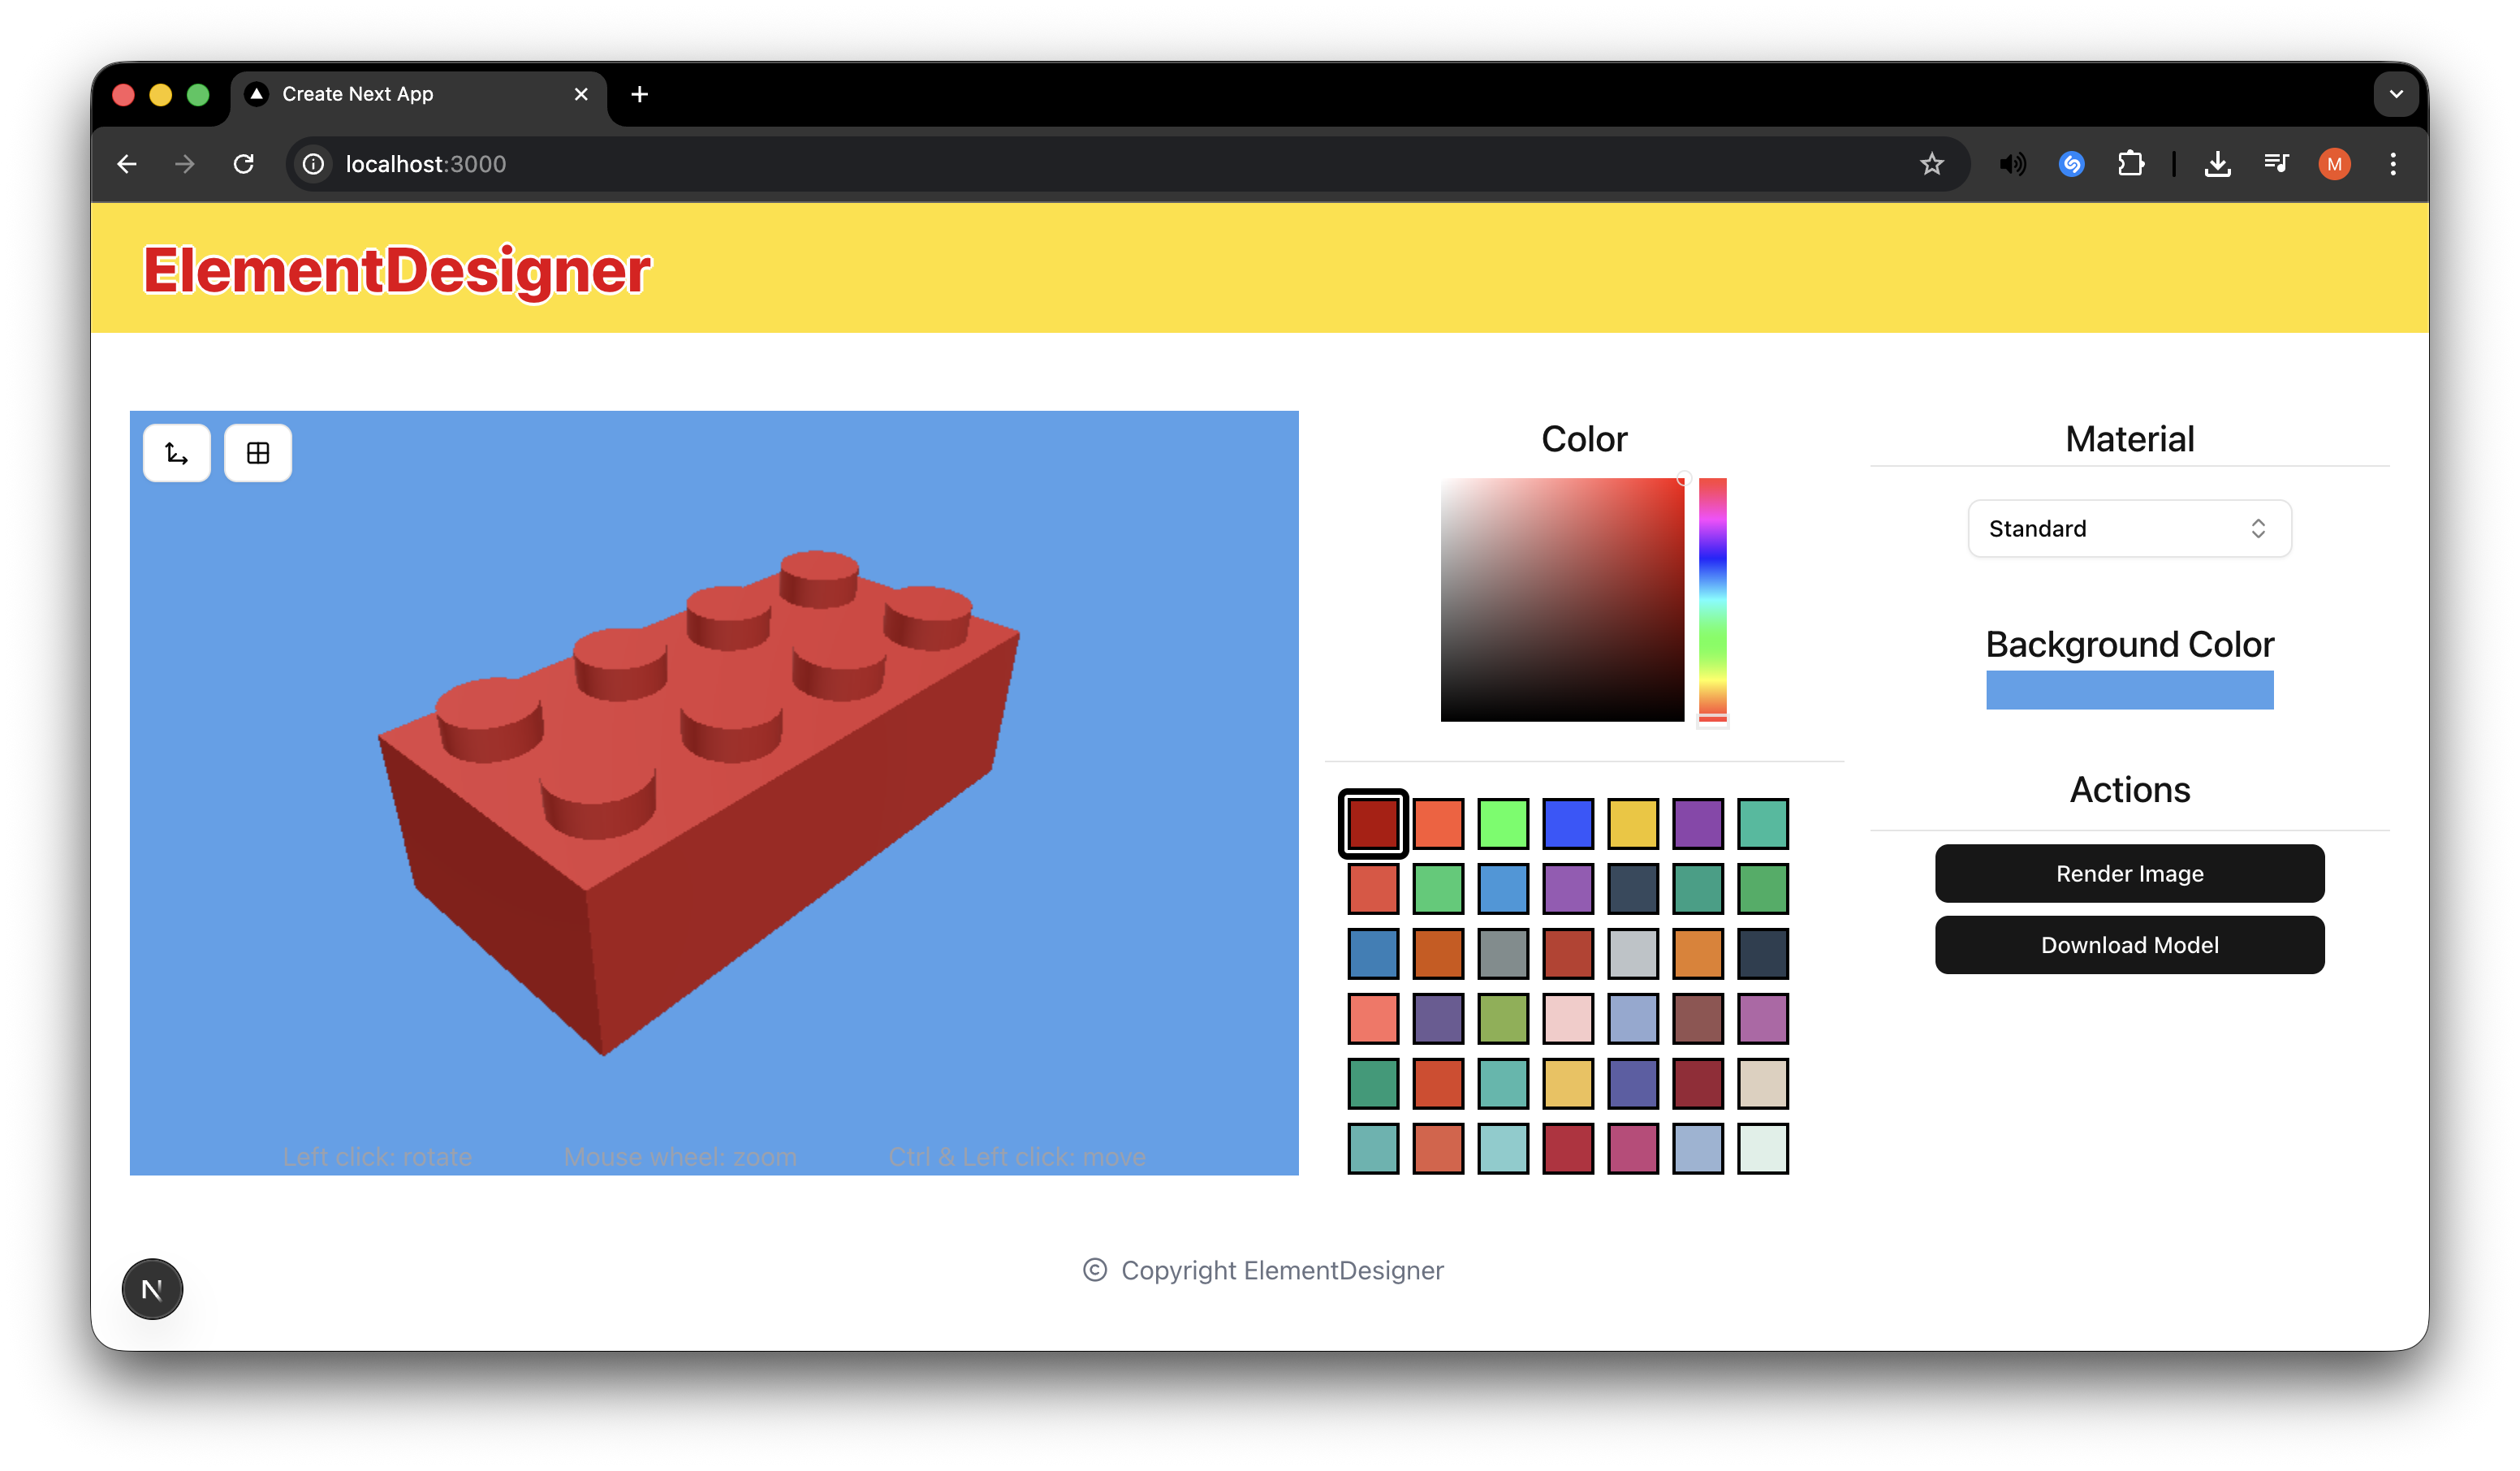 Create Next App
localhost:3000
M
ElementDesigner
Color
Material
Standard
Background Color
Actions
Render Image
Download Model
Left click: rotate Mouse wheel: zoom Ctrl & Left click: move
© Copyright ElementDesigner
N